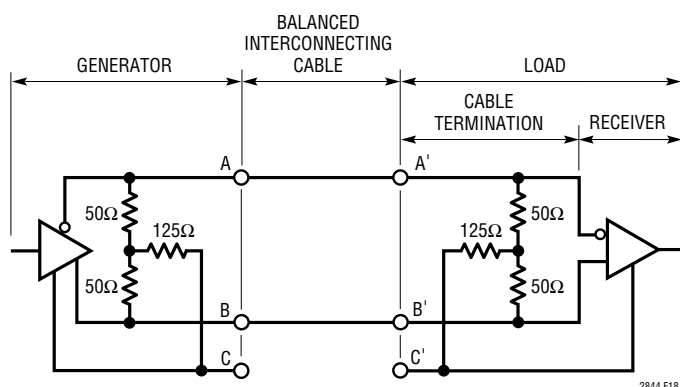 BALANCED
INTERCONNECTING
CABLE
GENERATOR
LOAD
CABLE
TERMINATION
RECEIVER
A
A'
50Ω
125Ω
50Ω
125Ω
50Ω
50Ω
B
B'
C
C'
2844 F18